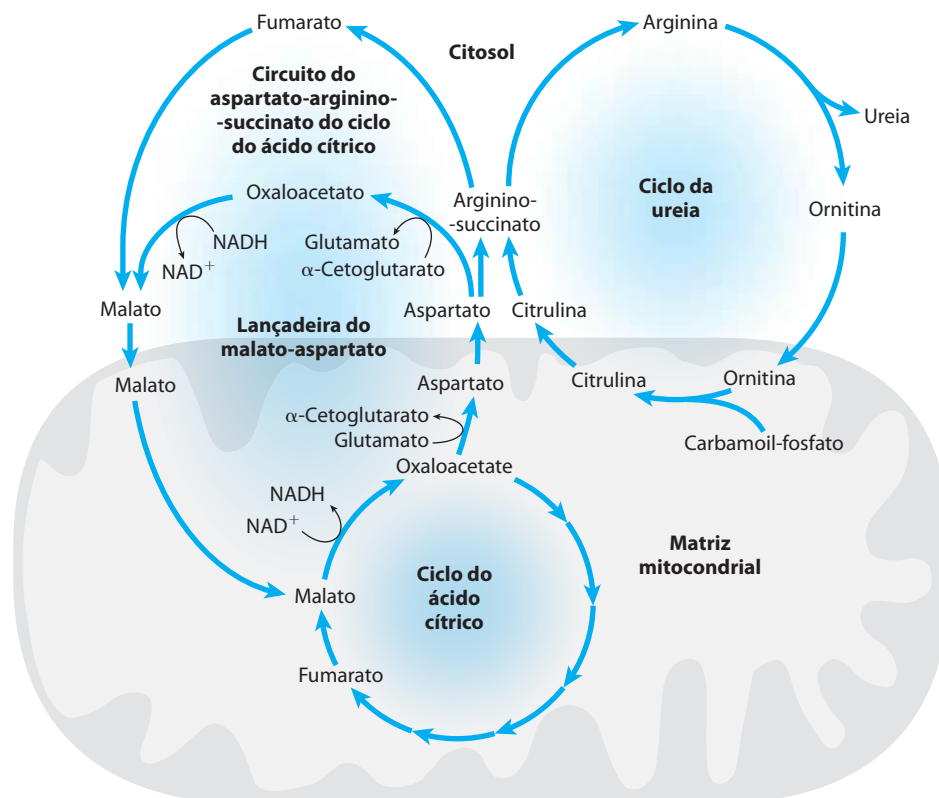 Fumarato
Arginina
Citosol
Circuito do
aspartato-arginino-
-succinato do ciclo
do ácido cítrico
Ureia
Ciclo da
ureia
Oxaloacetato
Arginino-
-succinato
Ornitina
NADH
NAD⁺
Glutamato
α-Cetoglutarato
Malato
Aspartato
Citrulina
Lançadeira do
malato-aspartato
Malato
Aspartato
Citrulina
Ornitina
α-Cetoglutarato
Glutamato
Carbamoil-fosfato
Oxaloacetate
NADH
NAD⁺
Matriz
mitocondrial
Ciclo do
ácido
cítrico
Malato
Fumarato